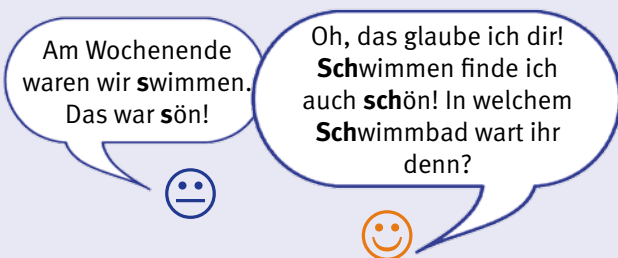 Am Wochenende
waren wir swimmen.
Das war sön!
Oh, das glaube ich dir!
Schwimmen finde ich
auch schön! In welchem
Schwimmbad wart ihr
denn?